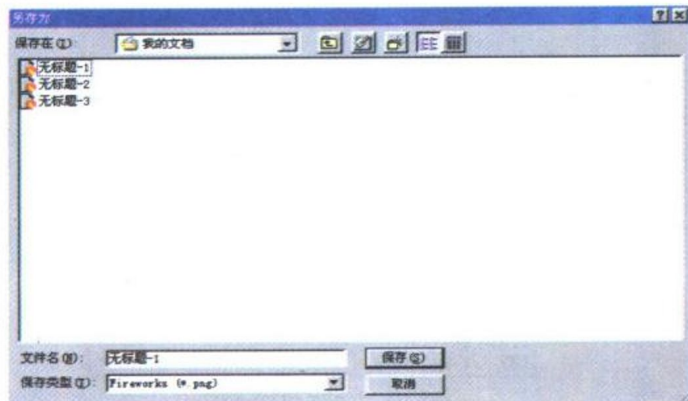 另存为
保存在(I) 我的文档
无标题-1
无标题-2
无标题-3
文件名(N): 无标题-1 保存(S)
保存类型(T): Fireworks (*.png) 取消